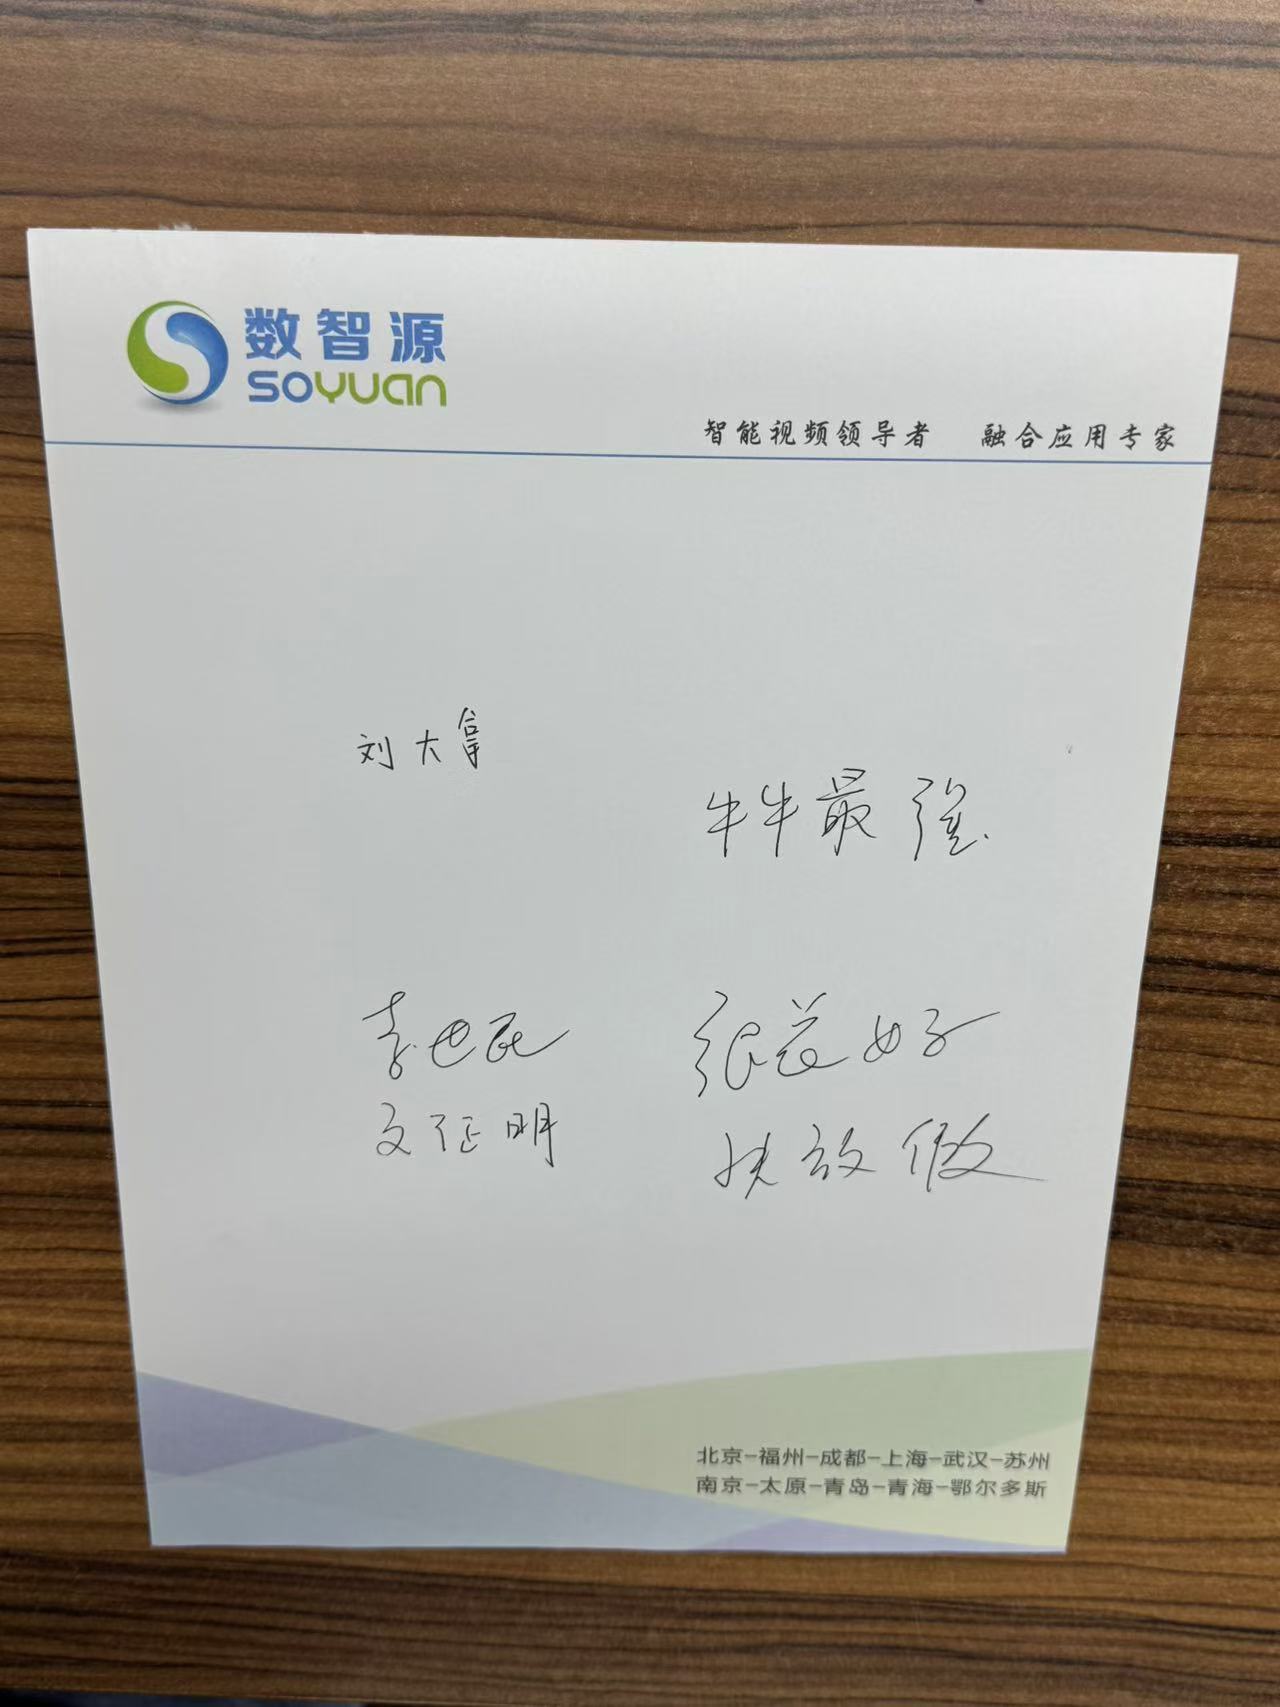 数智源
SOYUAN
智能视频领导者 融合应用专家
刘大拿
牛牛最强
李世民
文征明
张益好
放假
北京-福州-成都-上海-武汉-苏州
南京-太原-青岛-青海-鄂尔多斯